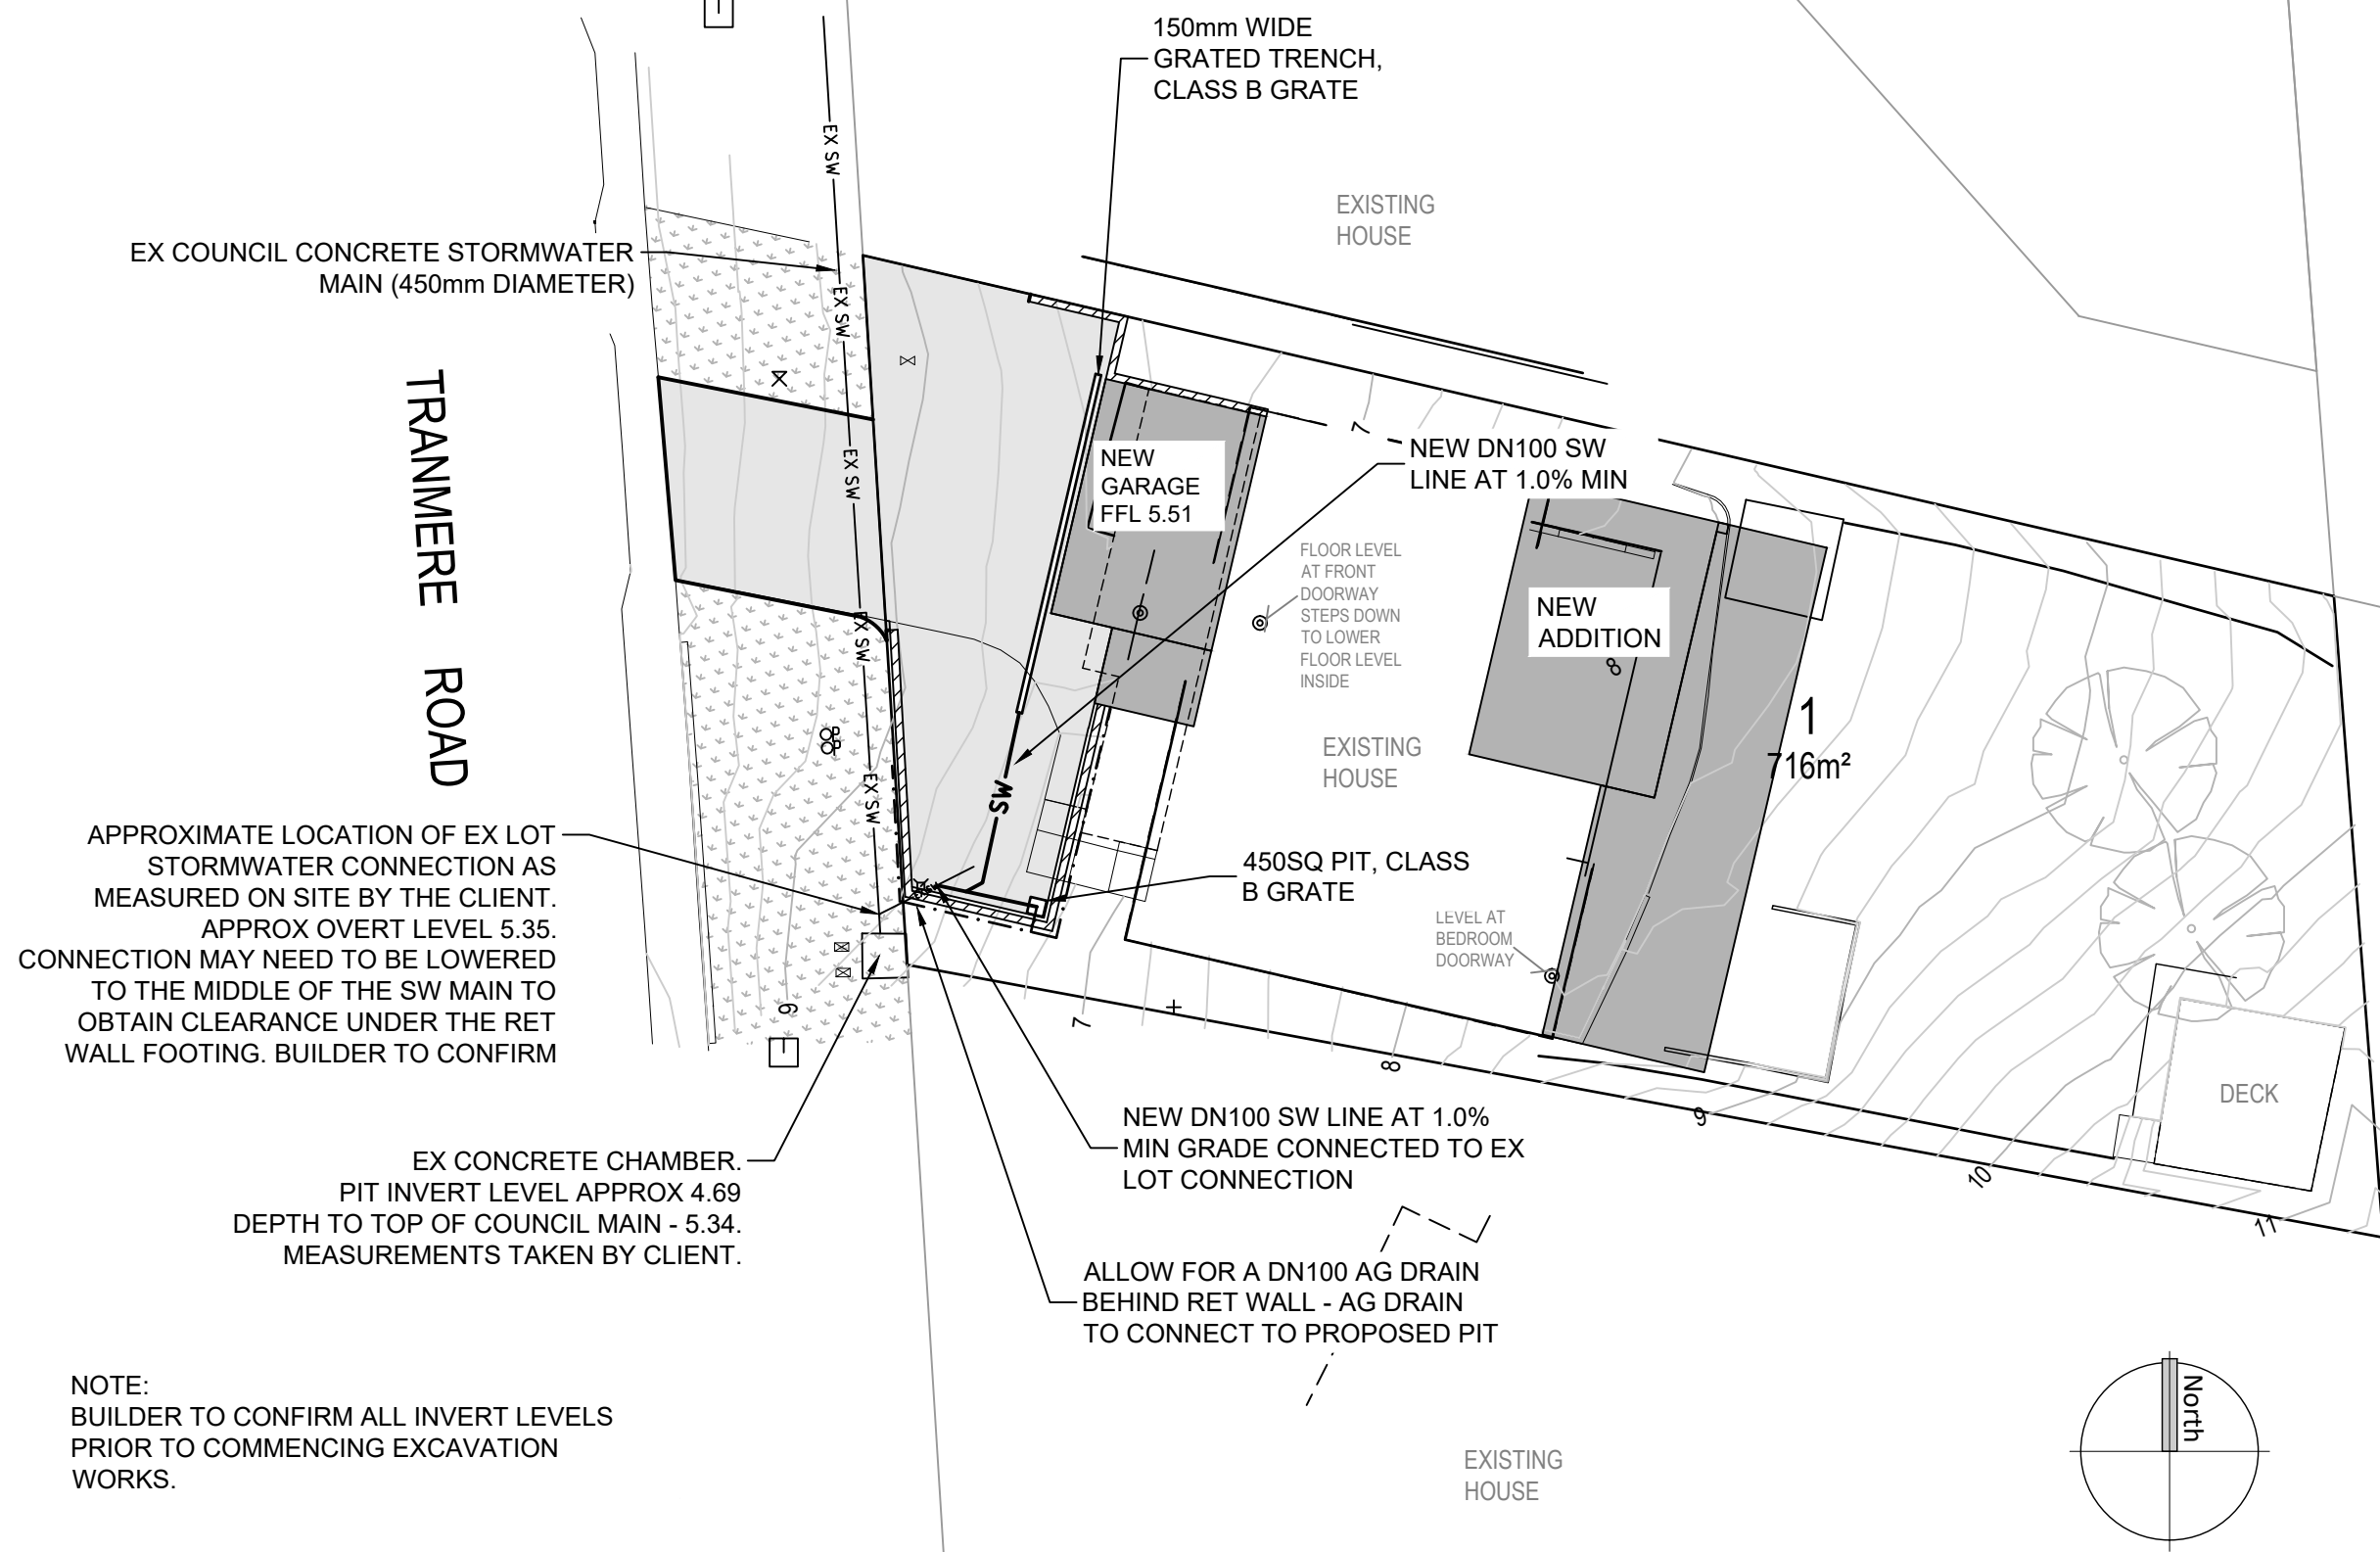 150mm WIDE
GRATED TRENCH,
CLASS B GRATE
EX SW
EXISTING
HOUSE
EX COUNCIL CONCRETE STORMWATER
MAIN (450mm DIAMETER)
EX SW
TRANMERE ROAD
EX SW
NEW
GARAGE
FFL 5.51
7
NEW DN100 SW
LINE AT 1.0% MIN
FLOOR LEVEL
AT FRONT
DOORWAY
STEPS DOWN
TO LOWER
FLOOR LEVEL
INSIDE
NEW
ADDITION
8
EX SW
EXISTING
HOUSE
1
716m²
EX SW
SW
APPROXIMATE LOCATION OF EX LOT
STORMWATER CONNECTION AS
MEASURED ON SITE BY THE CLIENT.
APPROX OVERT LEVEL 5.35.
CONNECTION MAY NEED TO BE LOWERED
TO THE MIDDLE OF THE SW MAIN TO
OBTAIN CLEARANCE UNDER THE RET
WALL FOOTING. BUILDER TO CONFIRM
450SQ PIT, CLASS
B GRATE
LEVEL AT
BEDROOM
DOORWAY
6
7
8
9
10
11
DECK
EX CONCRETE CHAMBER.
PIT INVERT LEVEL APPROX 4.69
DEPTH TO TOP OF COUNCIL MAIN - 5.34.
MEASUREMENTS TAKEN BY CLIENT.
NEW DN100 SW LINE AT 1.0%
MIN GRADE CONNECTED TO EX
LOT CONNECTION
ALLOW FOR A DN100 AG DRAIN
BEHIND RET WALL - AG DRAIN
TO CONNECT TO PROPOSED PIT
NOTE:
BUILDER TO CONFIRM ALL INVERT LEVELS
PRIOR TO COMMENCING EXCAVATION
WORKS.
EXISTING
HOUSE
North